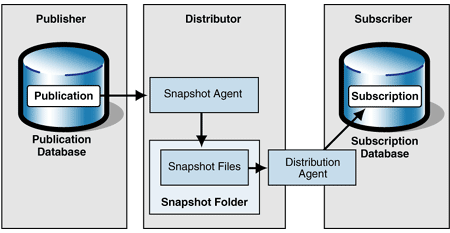 Publisher
Publication
Publication
Database
Distributor
Snapshot Agent
Snapshot Files
Snapshot Folder
Distribution
Agent
Subscriber
Subscription
Subscription
Database